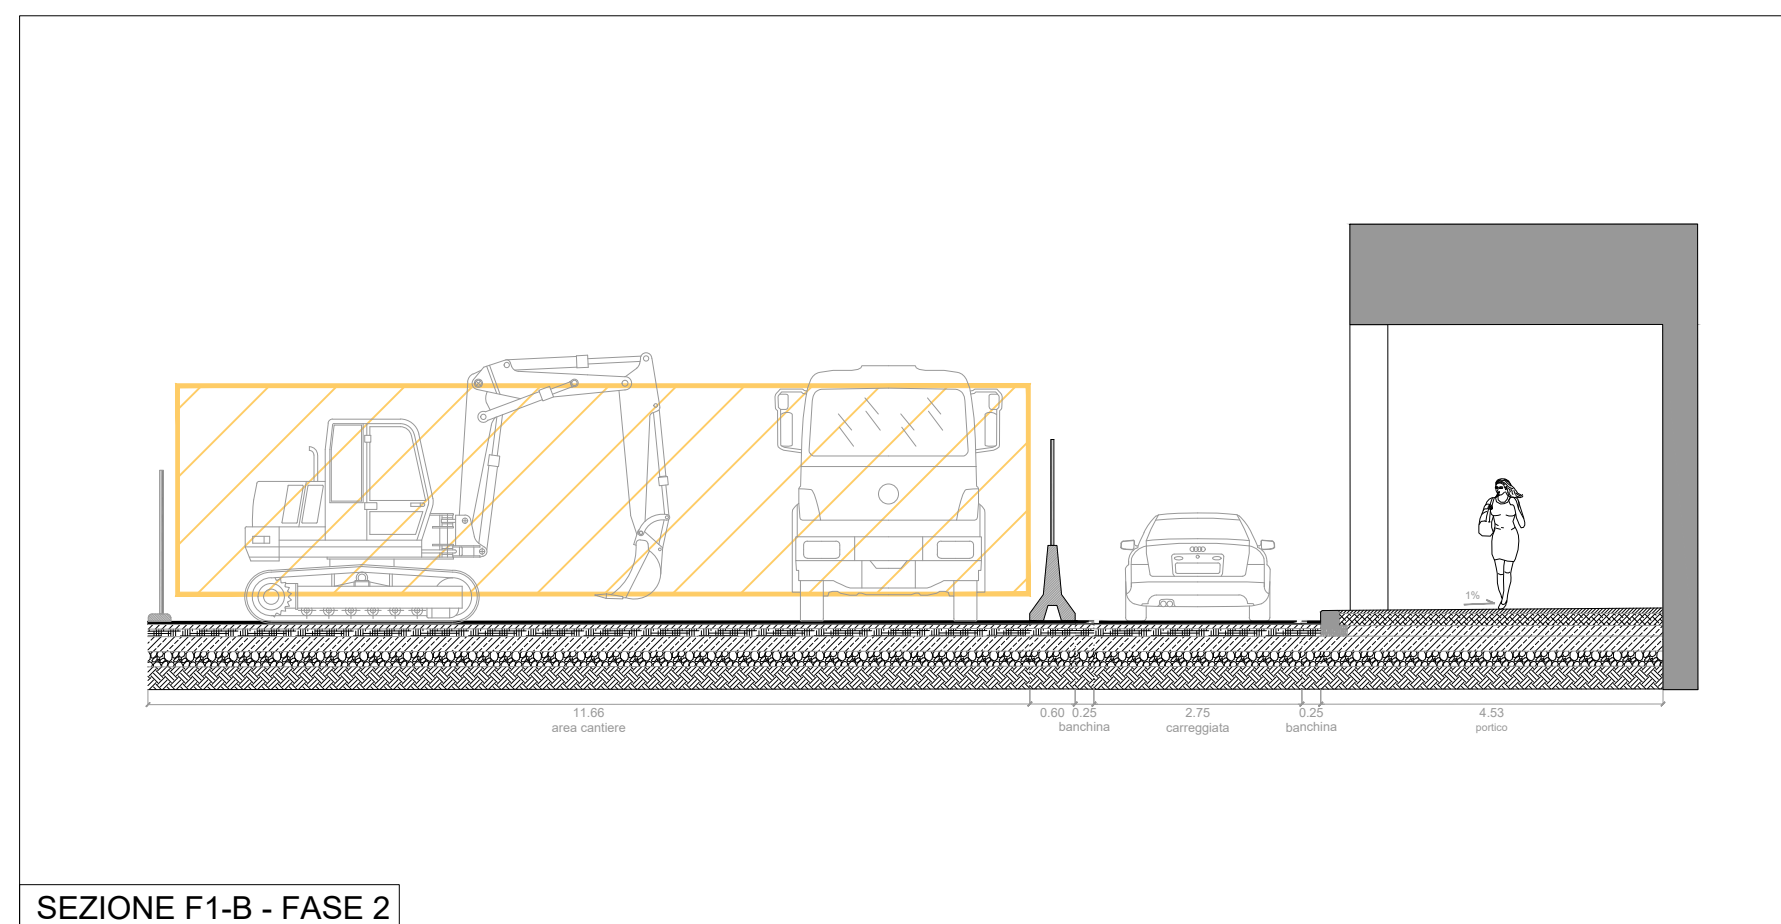 1%
11.66
area cantiere
0.60
0.25
banchina
2.75
carreggiata
0.25
banchina
4.53
portico
SEZIONE F1-B - FASE 2